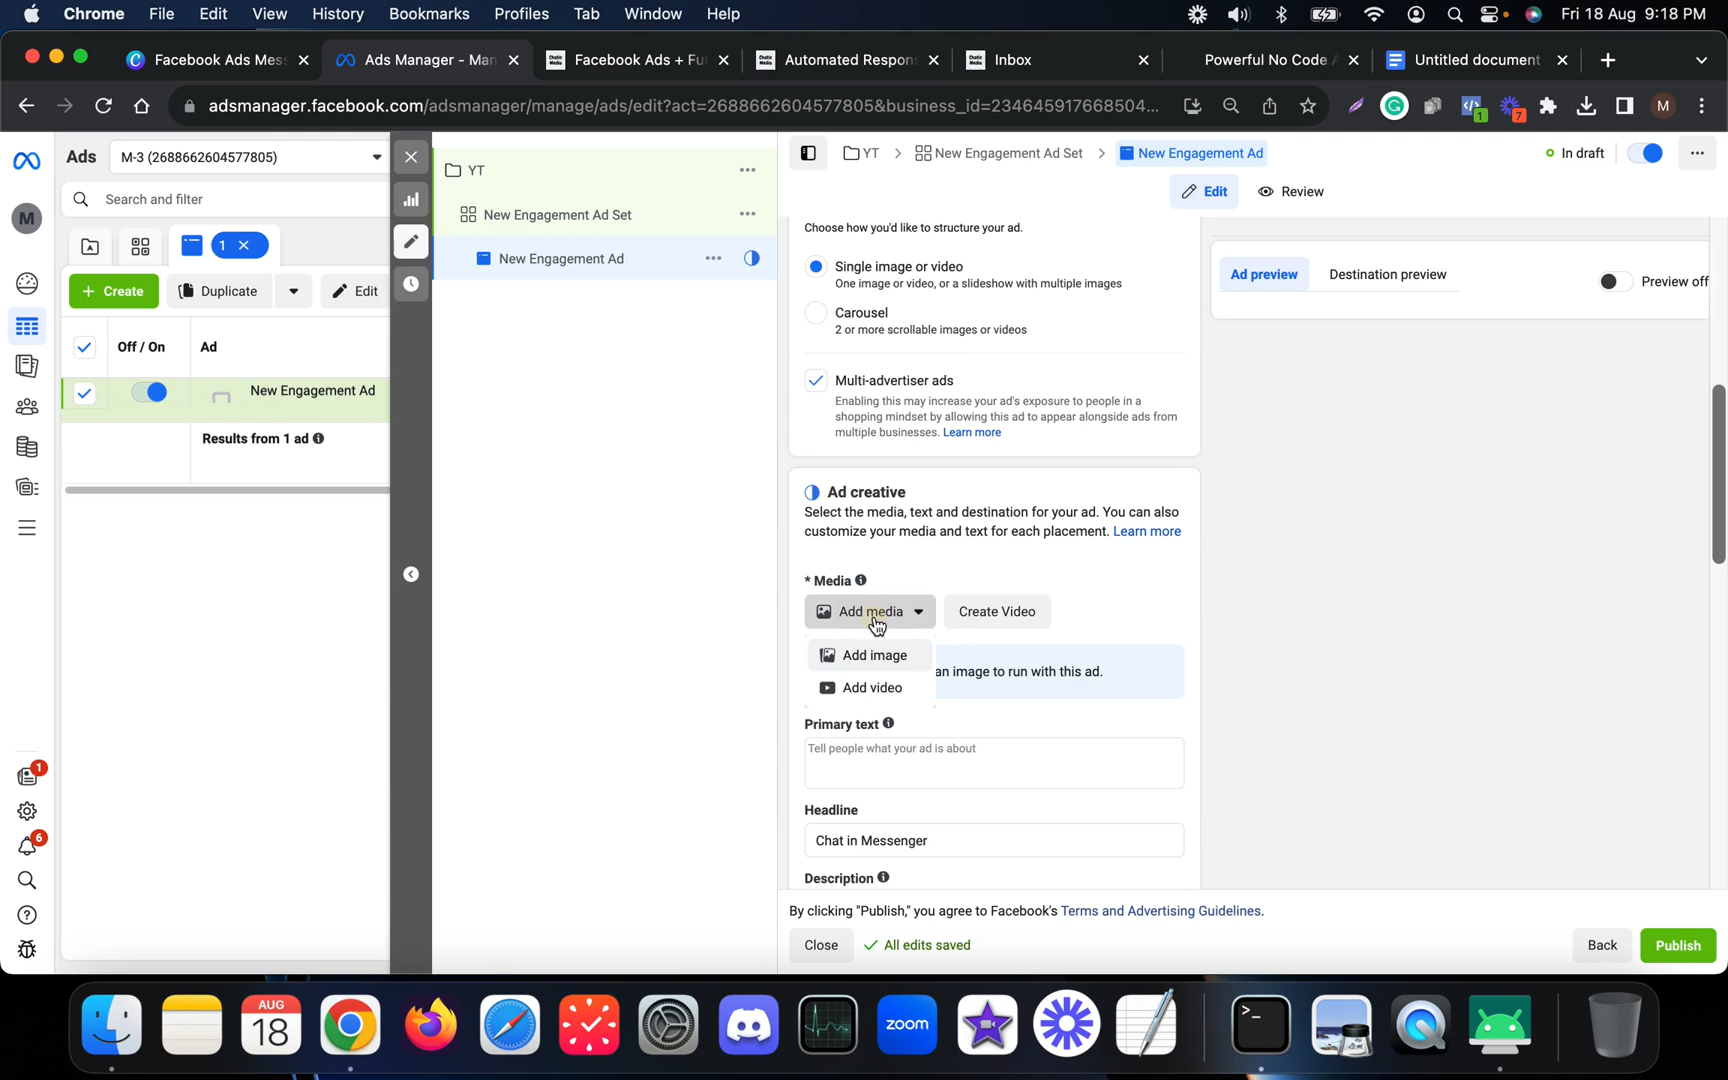 Chrome File Edit View History Bookmarks Profiles Tab Window Help Fri 18 Aug 9:18 PM
Facebook Ads Mess Ads Manager - Man Facebook Ads + Fu Automated Respon Inbox Powerful No Code Untitled document
adsmanager.facebook.com/adsmanager/manage/ads/edit?act=2688662604577805&business_id=234645917668504... 1 7 M
Ads M-3 (2688662604577805)
M
Search and filter
1
+ Create Duplicate Edit
Off / On Ad
New Engagement Ad
Results from 1 ad
1
6
YT
New Engagement Ad Set
New Engagement Ad
YT New Engagement Ad Set New Engagement Ad In draft
Edit Review
Choose how you'd like to structure your ad.
Single image or video
One image or video, or a slideshow with multiple images
Carousel
2 or more scrollable images or videos
Multi-advertiser ads
Enabling this may increase your ad's exposure to people in a
shopping mindset by allowing this ad to appear alongside ads from
multiple businesses. Learn more
Ad creative
Select the media, text and destination for your ad. You can also
customize your media and text for each placement. Learn more
* Media
Add media Create Video
Add image
an image to run with this ad.
Add video
Primary text
Tell people what your ad is about
Headline
Chat in Messenger
Description
Ad preview Destination preview Preview off
By clicking "Publish," you agree to Facebook's Terms and Advertising Guidelines.
Close All edits saved Back Publish
AUG
18
zoom